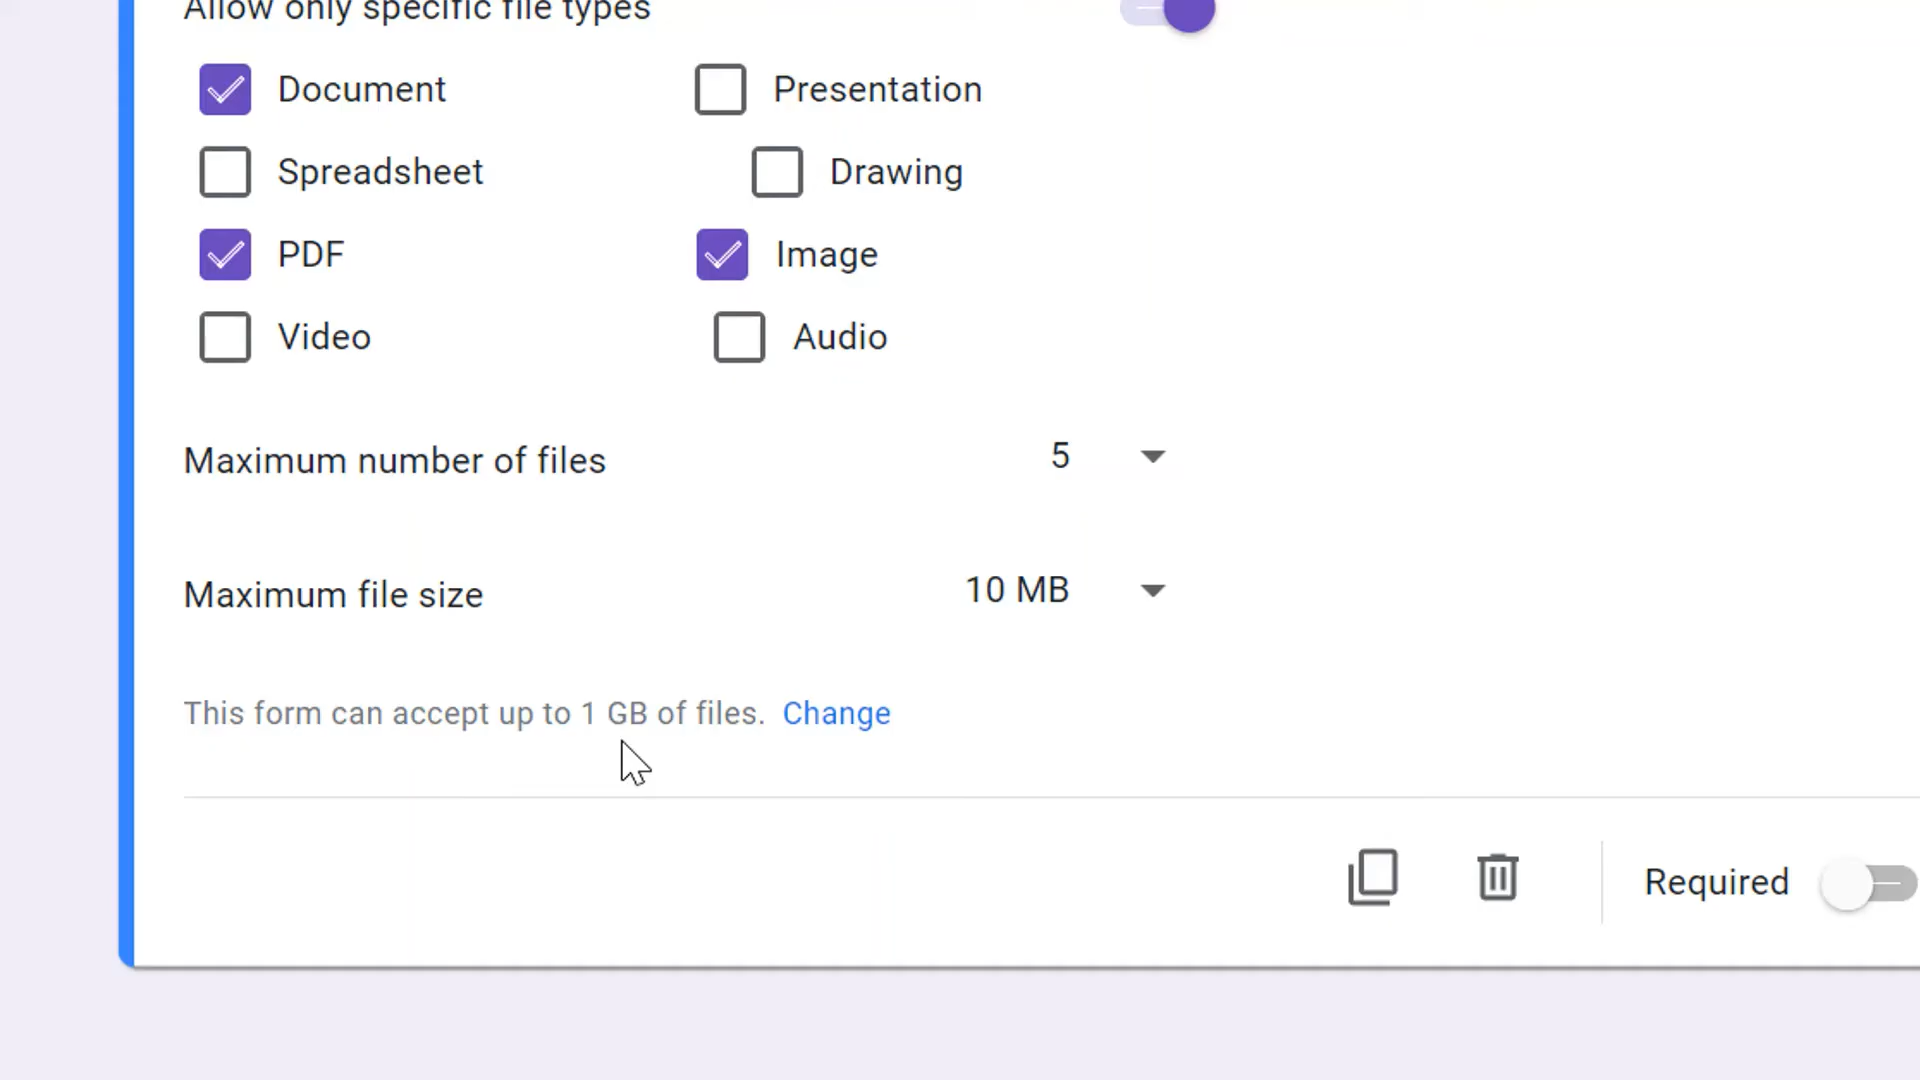 Allow only specific file types
Document Presentation
Spreadsheet Drawing
PDF Image
Video Audio
Maximum number of files 5
Maximum file size 10 MB
This form can accept up to 1 GB of files. Change
Required